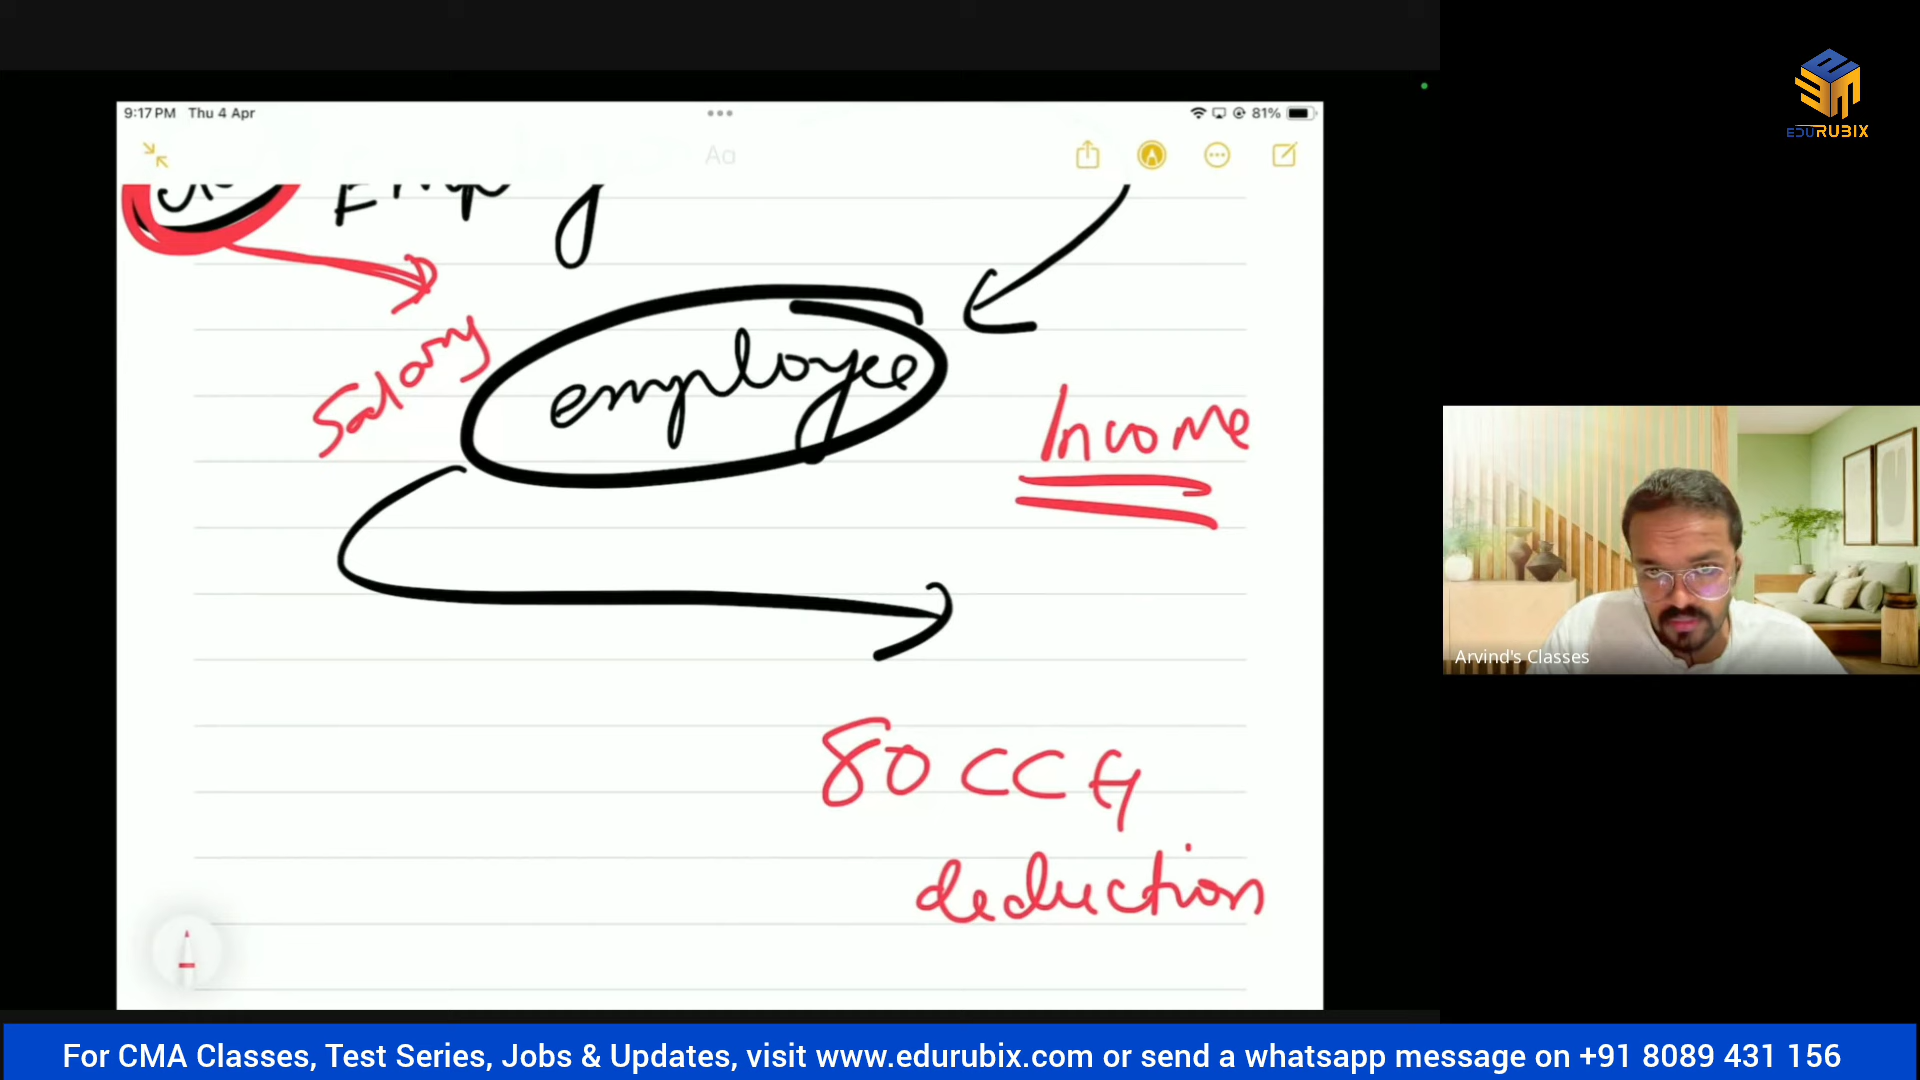 9:17 PM Thu 4 Apr
81%
Aa
EDURUBIX
Salary
employee
Income
80 CCH
deduction
Arvind's Classes
For CMA Classes, Test Series, Jobs & Updates, visit www.edurubix.com or send a whatsapp message on +91 8089 431 156